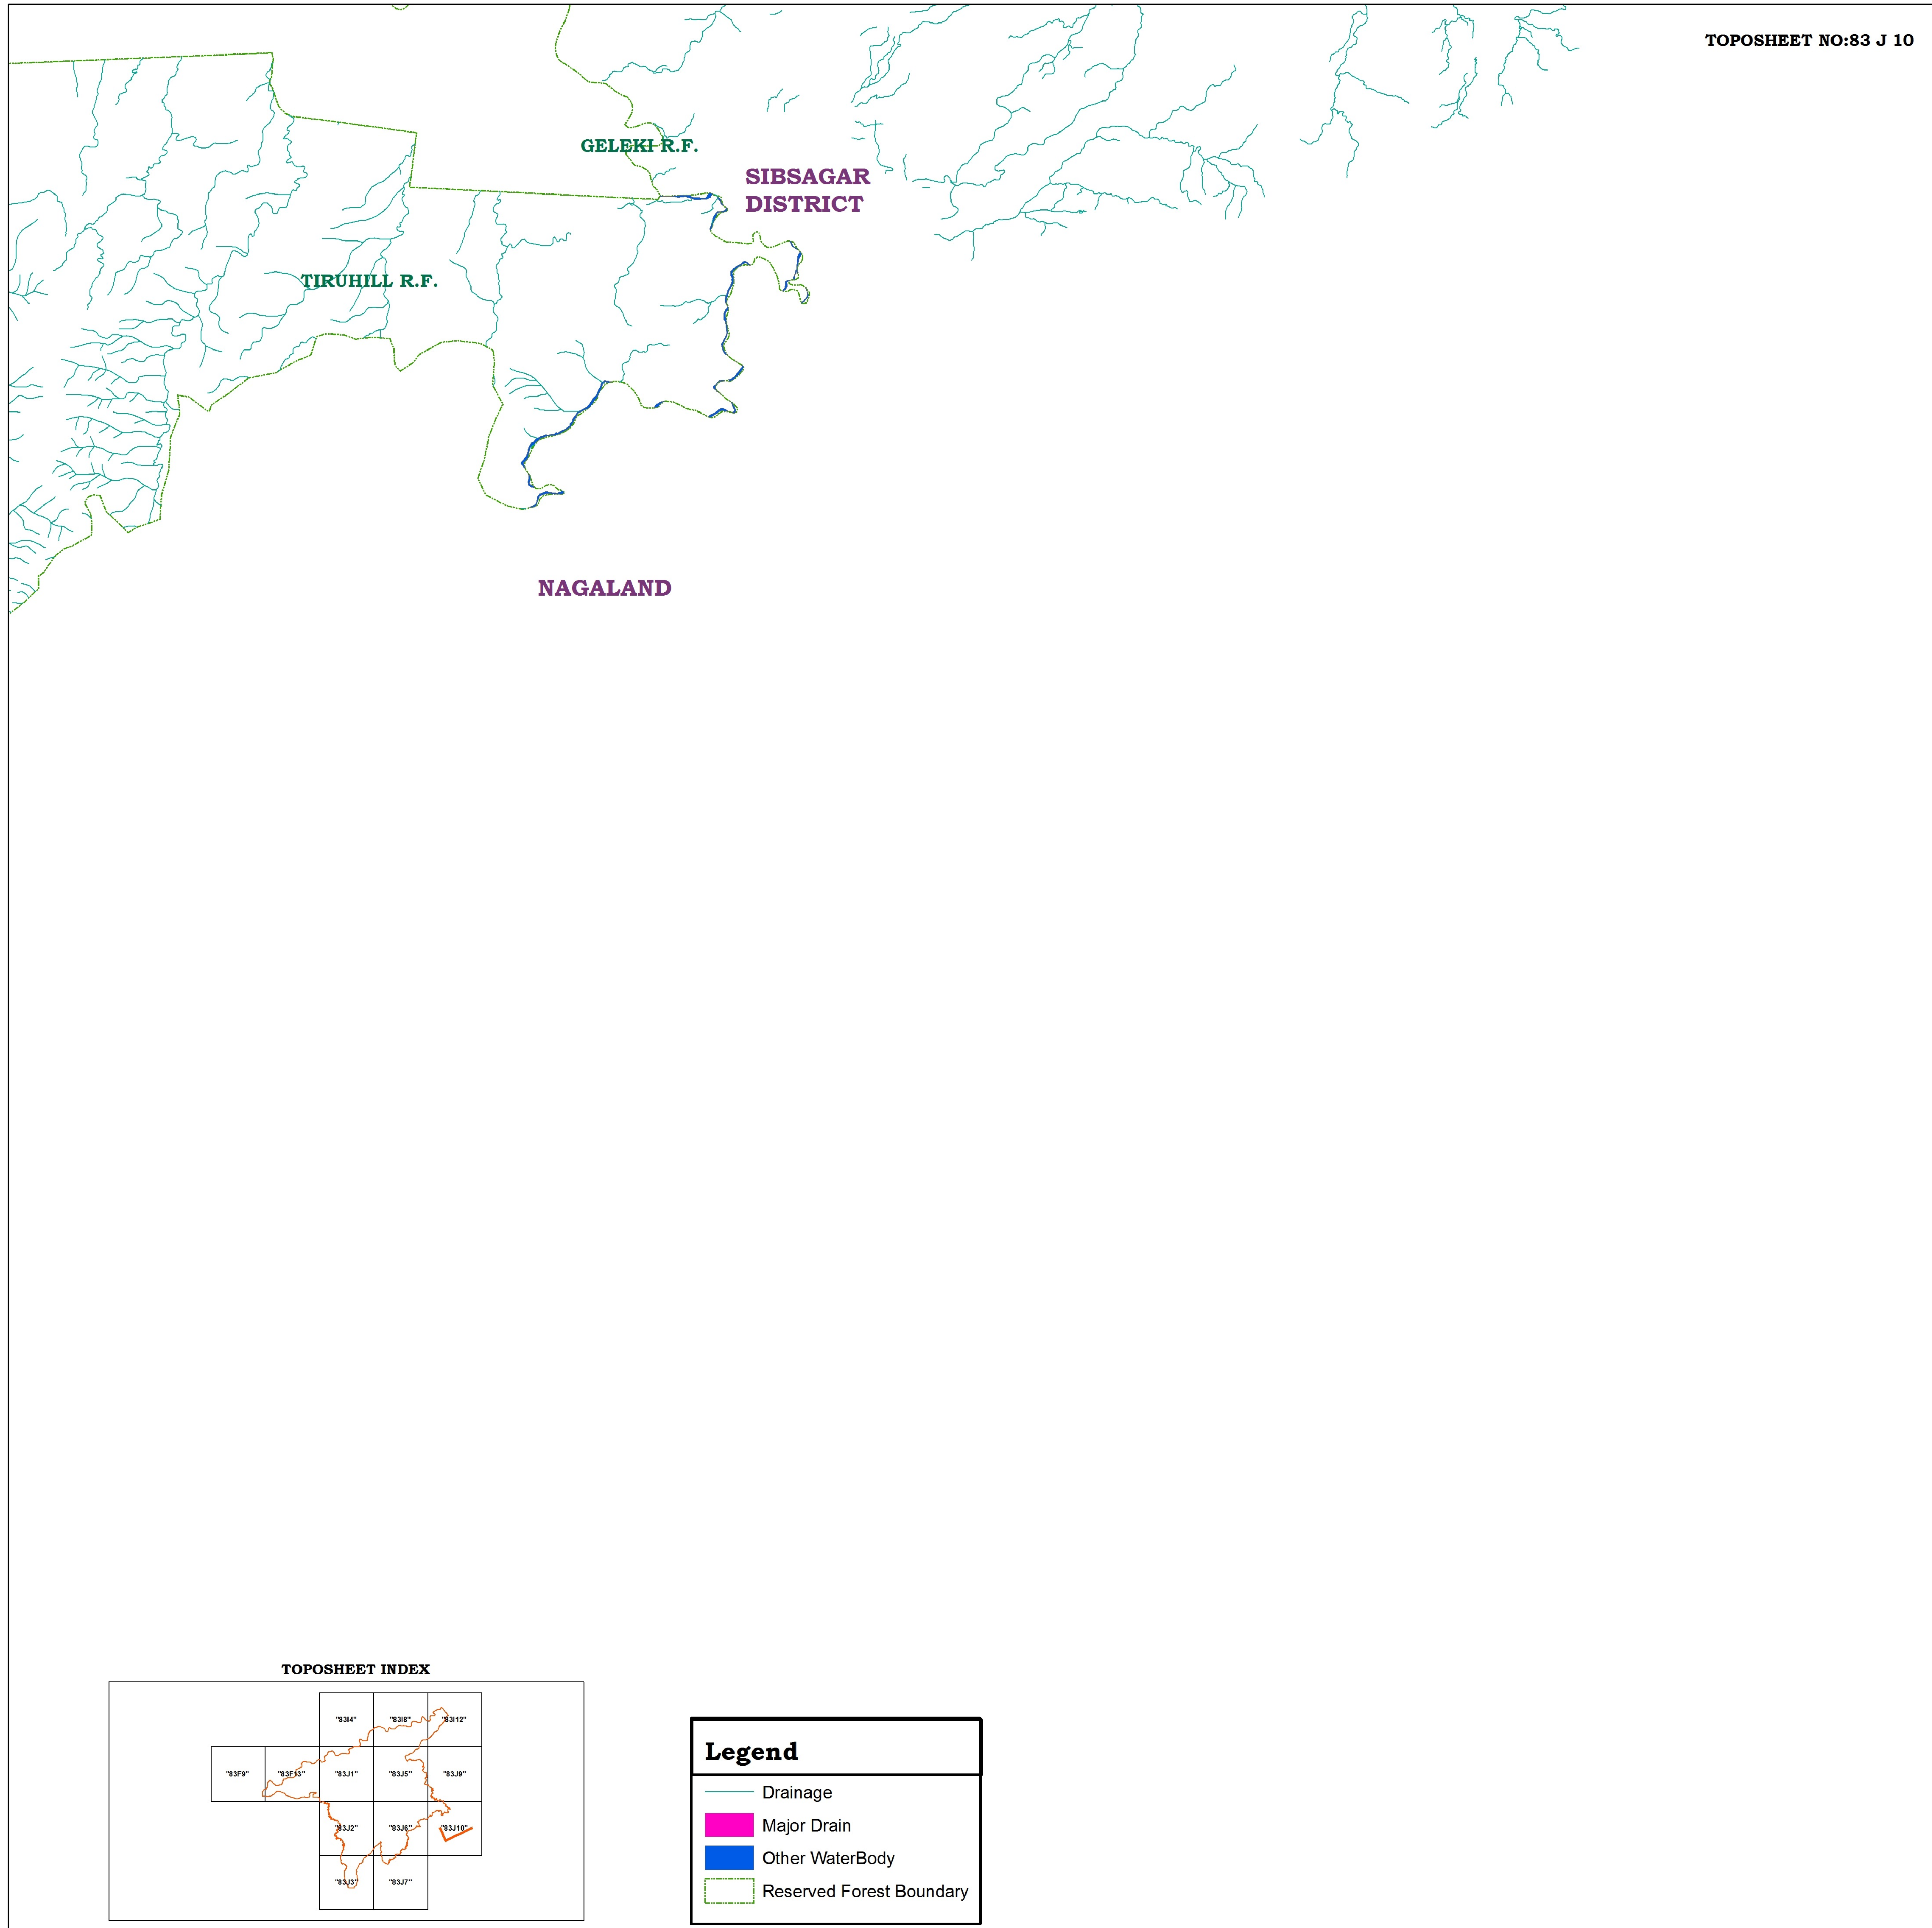 TOPOSHEET NO:83 J 10
GELEKI R.F.
SIBSAGAR
DISTRICT
TIRUHILL R.F.
NAGALAND
TOPOSHEET INDEX
"83I4" "83I8" "83I12"
"83F9" "83F13" "83J1" "83J5" "83J9"
"83J2" "83J6" "83J10"
"83J3" "83J7"
Legend
Drainage
Major Drain
Other WaterBody
Reserved Forest Boundary